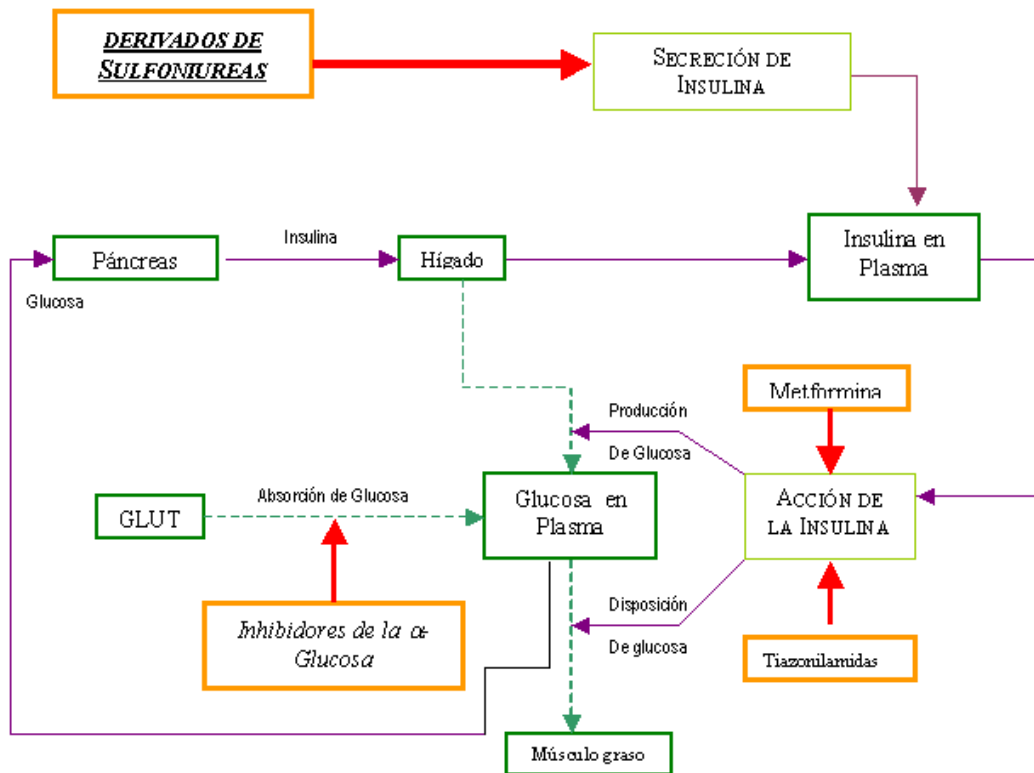 DERIVADOS DE
SULFONIUREAS
SECRECIÓN DE
INSULINA
Páncreas
Insulina
Hígado
Insulina en
Plasma
Glucosa
Metformina
Producción
De Glucosa
GLUT
Absorción de Glucosa
Glucosa en
Plasma
ACCIÓN DE
LA INSULINA
Inhibidores de la α-
Glucosa
Disposición
De glucosa
Tiazonilamidas
Músculo graso